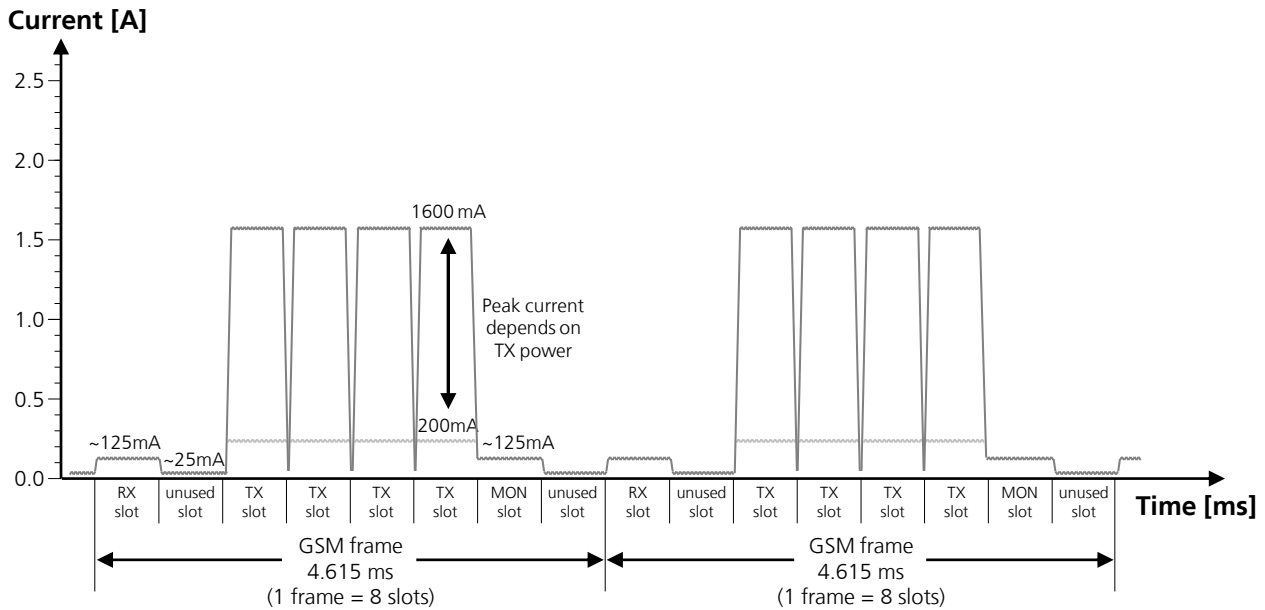 Current [A]
2.5
2.0
1.5
1.0
0.5
0.0
1600 mA
Peak current
depends on
TX power
200mA
~125mA
~25mA
~125mA
RX
slot
unused
slot
TX
slot
TX
slot
TX
slot
TX
slot
MON
slot
unused
slot
RX
slot
unused
slot
TX
slot
TX
slot
TX
slot
TX
slot
MON
slot
unused
slot
Time [ms]
GSM frame
4.615 ms
(1 frame = 8 slots)
GSM frame
4.615 ms
(1 frame = 8 slots)